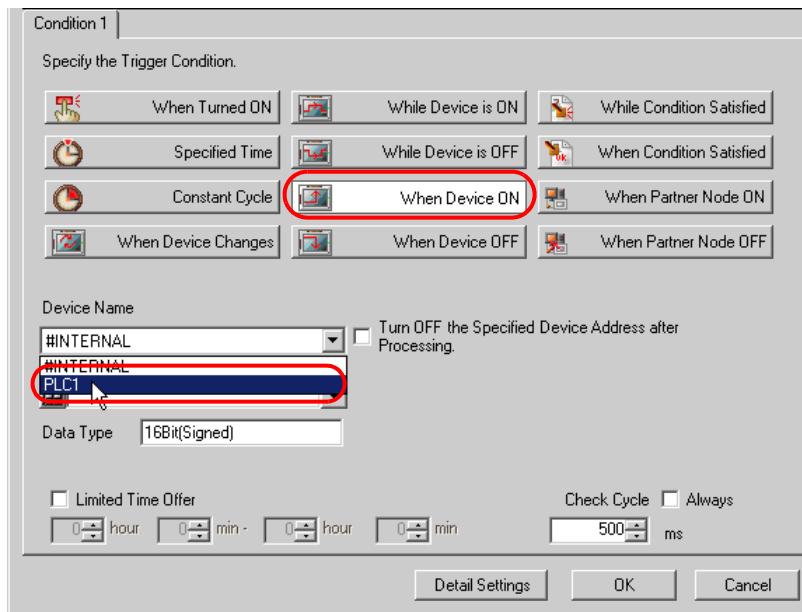 Condition 1
Specify the Trigger Condition.
When Turned ON While Device is ON While Condition Satisfied
Specified Time While Device is OFF When Condition Satisfied
Constant Cycle When Device ON When Partner Node ON
When Device Changes When Device OFF When Partner Node OFF
Device Name
#INTERNAL Turn OFF the Specified Device Address after
Processing.
#INTERNAL
PLC1
Data Type 16Bit(Signed)
Limited Time Offer Check Cycle Always
0 hour 0 min - 0 hour 0 min 500 ms
Detail Settings OK Cancel